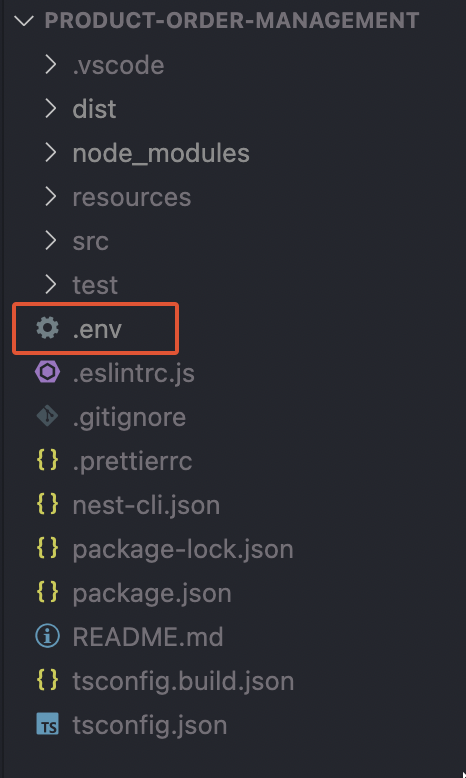 PRODUCT-ORDER-MANAGEMENT
.vscode
dist
node_modules
resources
src
test
.env
.eslintrc.js
.gitignore
.prettierrc
nest-cli.json
package-lock.json
package.json
README.md
tsconfig.build.json
TS tsconfig.json